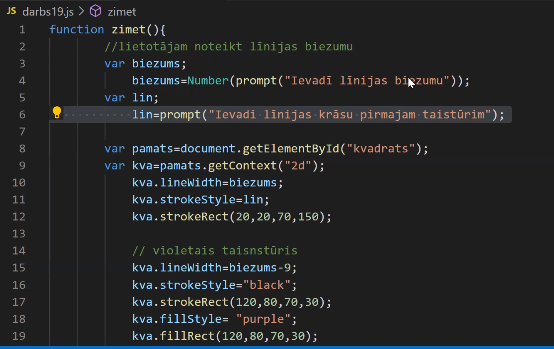 JS darbs19.js > zimet
1 function zimet(){
2 //lietotājam noteikt līnijas biezumu
3 var biezums;
4 biezums=Number(prompt("Ievadī līnijas biezumu"));
5 var lin;
6 lin=prompt("Ievadi līnijas krāsu pirmajam taistūrim");
7
8 var pamats=document.getElementById("kvadrats");
9 var kva=pamats.getContext("2d");
10 kva.lineWidth=biezums;
11 kva.strokeStyle=lin;
12 kva.strokeRect(20,20,70,150);
13
14 // violetais taisnstūris
15 kva.lineWidth=biezums-9;
16 kva.strokeStyle="black";
17 kva.strokeRect(120,80,70,30);
18 kva.fillStyle= "purple";
19 kva.fillRect(120,80,70,30);